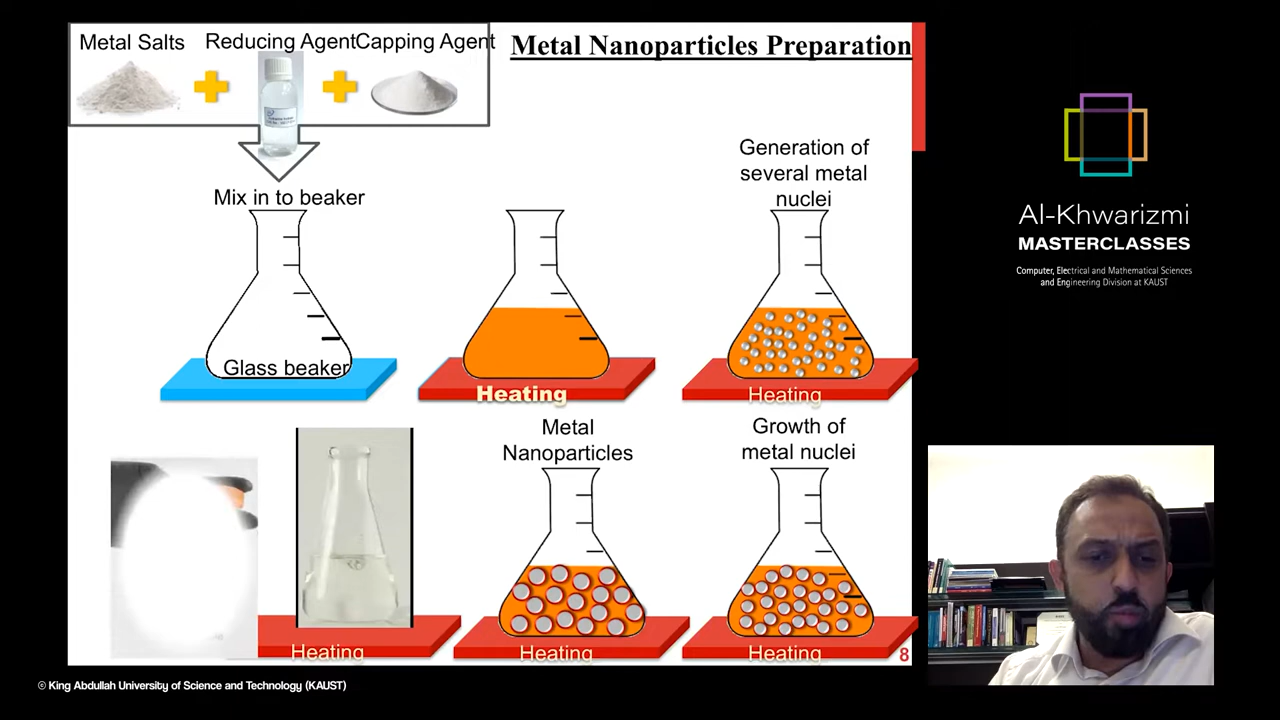 Metal Salts
Reducing Agent
Capping Agent
Metal Nanoparticles Preparation
Mix in to beaker
Glass beaker
Heating
Generation of
several metal
nuclei
Heating
Growth of
metal nuclei
Heating
Metal
Nanoparticles
Heating
Heating
8
Al-Khwarizmi
MASTERCLASSES
Computer, Electrical and Mathematical Sciences
and Engineering Division at KAUST
© King Abdullah University of Science and Technology (KAUST)